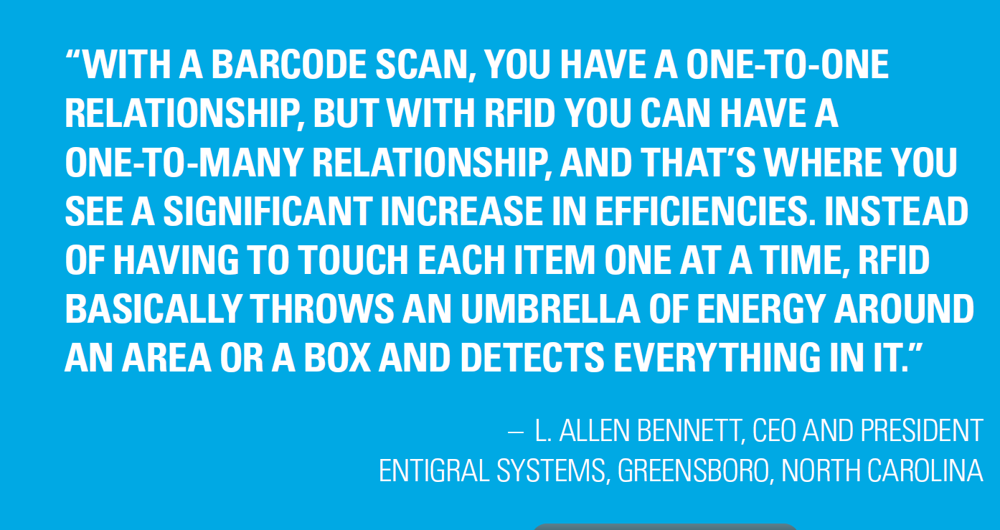 “WITH A BARCODE SCAN, YOU HAVE A ONE-TO-ONE
RELATIONSHIP, BUT WITH RFID YOU CAN HAVE A
ONE-TO-MANY RELATIONSHIP, AND THAT’S WHERE YOU
SEE A SIGNIFICANT INCREASE IN EFFICIENCIES. INSTEAD
OF HAVING TO TOUCH EACH ITEM ONE AT A TIME, RFID
BASICALLY THROWS AN UMBRELLA OF ENERGY AROUND
AN AREA OR A BOX AND DETECTS EVERYTHING IN IT.”
– L. ALLEN BENNETT, CEO AND PRESIDENT
ENTIGRAL SYSTEMS, GREENSBORO, NORTH CAROLINA